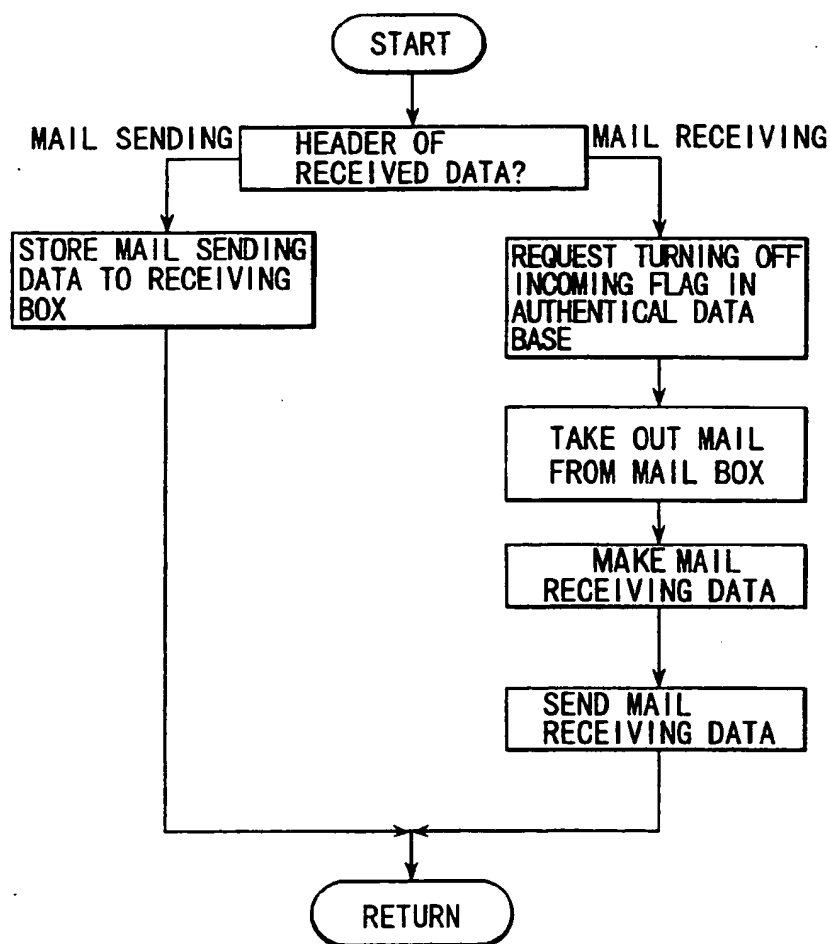 START
MAIL SENDING
HEADER OF
RECEIVED DATA?
MAIL RECEIVING
STORE MAIL SENDING
DATA TO RECEIVING
BOX
REQUEST TURNING OFF
INCOMING FLAG IN
AUTHENTICAL DATA
BASE
TAKE OUT MAIL
FROM MAIL BOX
MAKE MAIL
RECEIVING DATA
SEND MAIL
RECEIVING DATA
RETURN